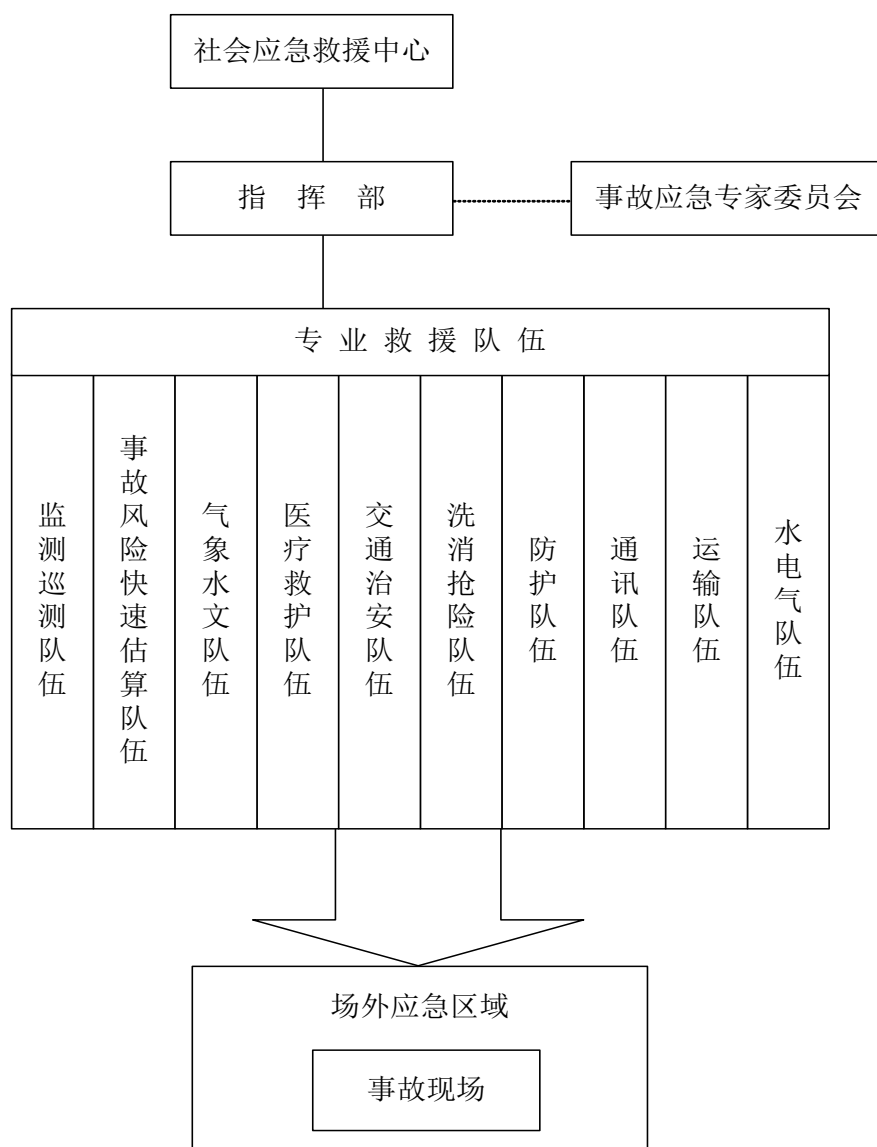 社会应急救援中心
指挥部
事故应急专家委员会
专业救援队伍
监测巡测队伍
事故风险快速估算队伍
气象水文队伍
医疗救护队伍
交通治安队伍
洗消抢险队伍
防护队伍
通讯队伍
运输队伍
水电气队伍
场外应急区域
事故现场